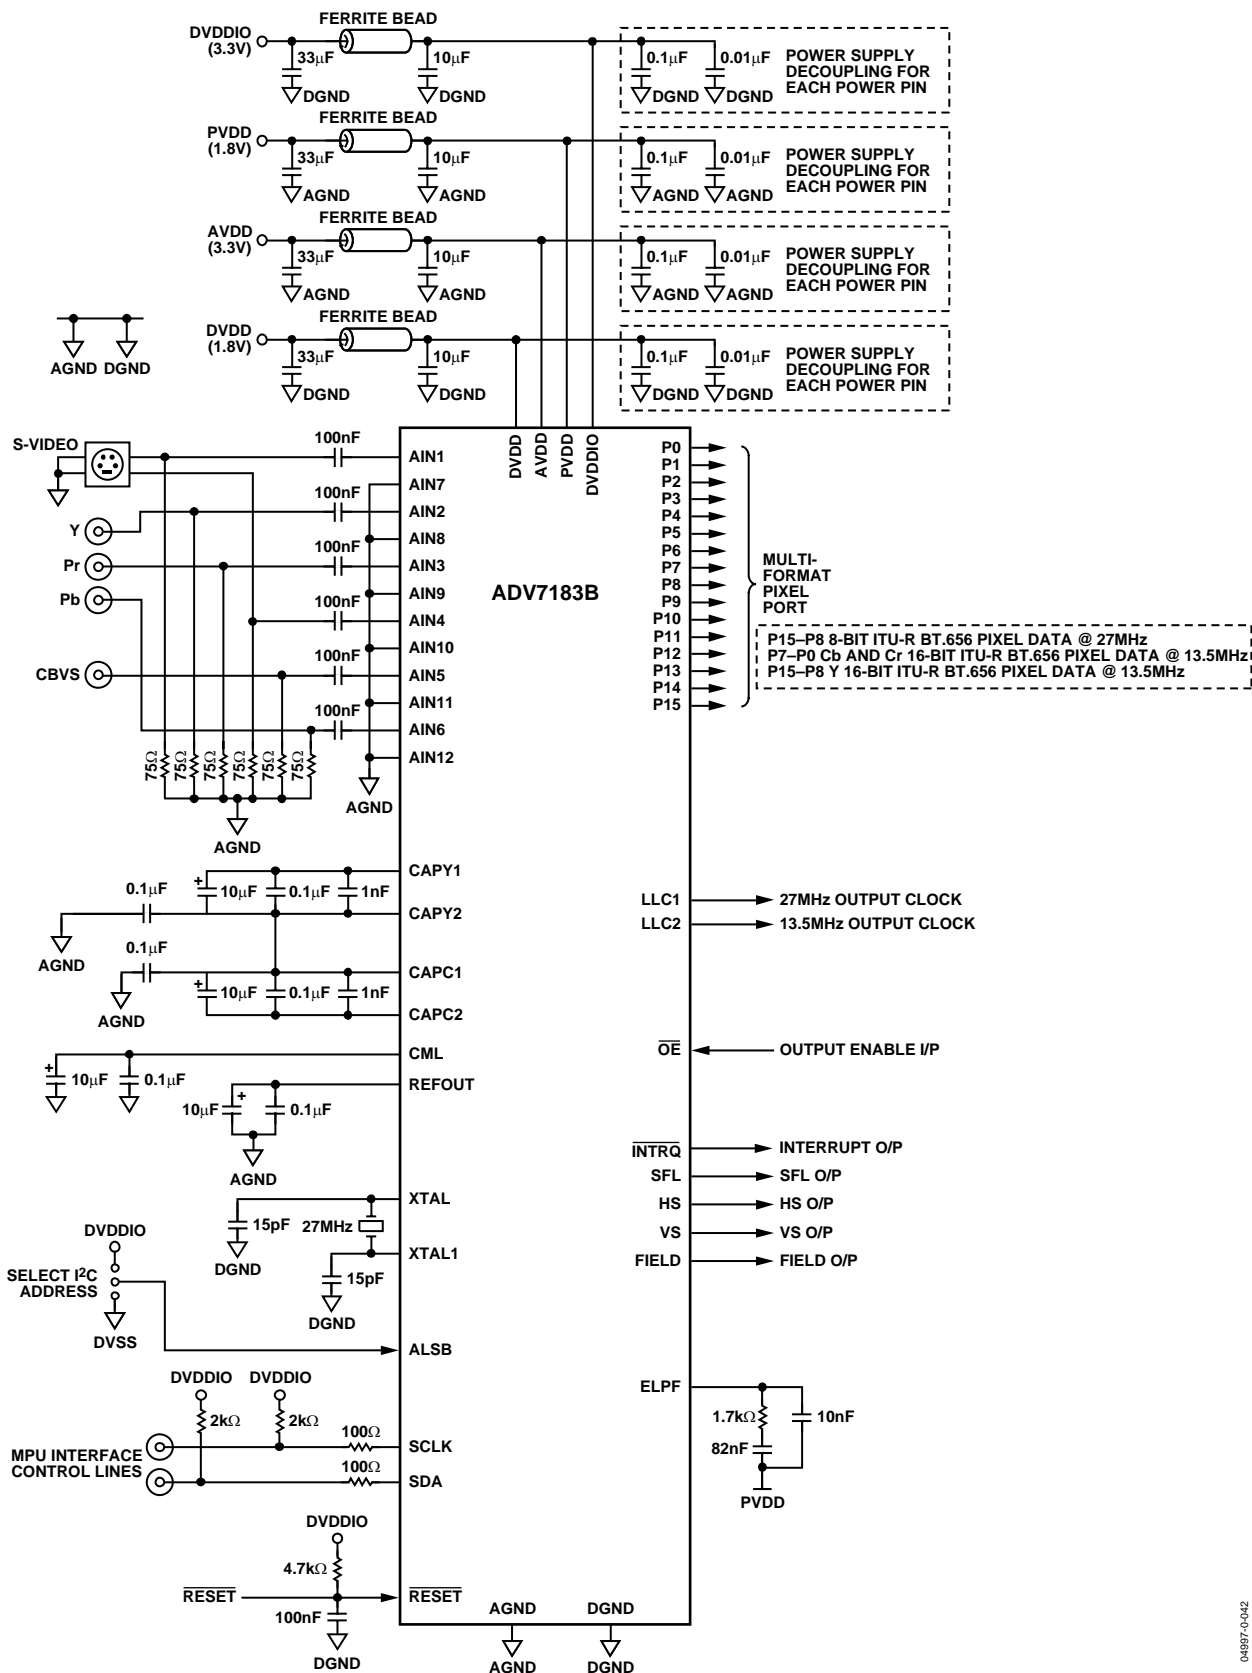 FERRITE BEAD
DVDDIO
(3.3V)
33µF
10µF
0.1µF
0.01µF
DGND
DGND
DGND
DGND
POWER SUPPLY
DECOUPLING FOR
EACH POWER PIN
FERRITE BEAD
PVDD
(1.8V)
33µF
10µF
0.1µF
0.01µF
AGND
AGND
AGND
AGND
POWER SUPPLY
DECOUPLING FOR
EACH POWER PIN
FERRITE BEAD
AVDD
(3.3V)
33µF
10µF
0.1µF
0.01µF
AGND
AGND
AGND
AGND
POWER SUPPLY
DECOUPLING FOR
EACH POWER PIN
FERRITE BEAD
DVDD
(1.8V)
33µF
10µF
0.1µF
0.01µF
DGND
DGND
DGND
DGND
POWER SUPPLY
DECOUPLING FOR
EACH POWER PIN
AGND DGND
S-VIDEO
Y
Pr
Pb
CBVS
100nF
100nF
100nF
100nF
100nF
100nF
75Ω
75Ω
75Ω
75Ω
75Ω
75Ω
AGND
AGND
AIN1
AIN7
AIN2
AIN8
AIN3
AIN9
AIN4
AIN10
AIN5
AIN11
AIN6
AIN12
DVDD
AVDD
PVDD
DVDDIO
ADV7183B
P0
P1
P2
P3
P4
P5
P6
P7
P8
P9
P10
P11
P12
P13
P14
P15
MULTI-
FORMAT
PIXEL
PORT
P15–P8 8-BIT ITU-R BT.656 PIXEL DATA @ 27MHz
P7–P0 Cb AND Cr 16-BIT ITU-R BT.656 PIXEL DATA @ 13.5MHz
P15–P8 Y 16-BIT ITU-R BT.656 PIXEL DATA @ 13.5MHz
CAPY1
0.1µF
+
10µF
0.1µF
1nF
CAPY2
AGND
0.1µF
CAPC1
+
10µF
0.1µF
1nF
AGND
CAPC2
LLC1
27MHz OUTPUT CLOCK
LLC2
13.5MHz OUTPUT CLOCK
CML
+
10µF
0.1µF
OE
OUTPUT ENABLE I/P
REFOUT
10µF
+
0.1µF
AGND
INTRQ
INTERRUPT O/P
SFL
SFL O/P
HS
HS O/P
VS
VS O/P
FIELD
FIELD O/P
XTAL
15pF
27MHz
DGND
XTAL1
15pF
DGND
DVDDIO
SELECT I²C
ADDRESS
DVSS
ALSB
DVDDIO
DVDDIO
2kΩ
2kΩ
100Ω
SCLK
MPU INTERFACE
CONTROL LINES
100Ω
SDA
ELPF
1.7kΩ
10nF
82nF
PVDD
DVDDIO
4.7kΩ
RESET
RESET
100nF
DGND
AGND
DGND
AGND
DGND
04997-0-042